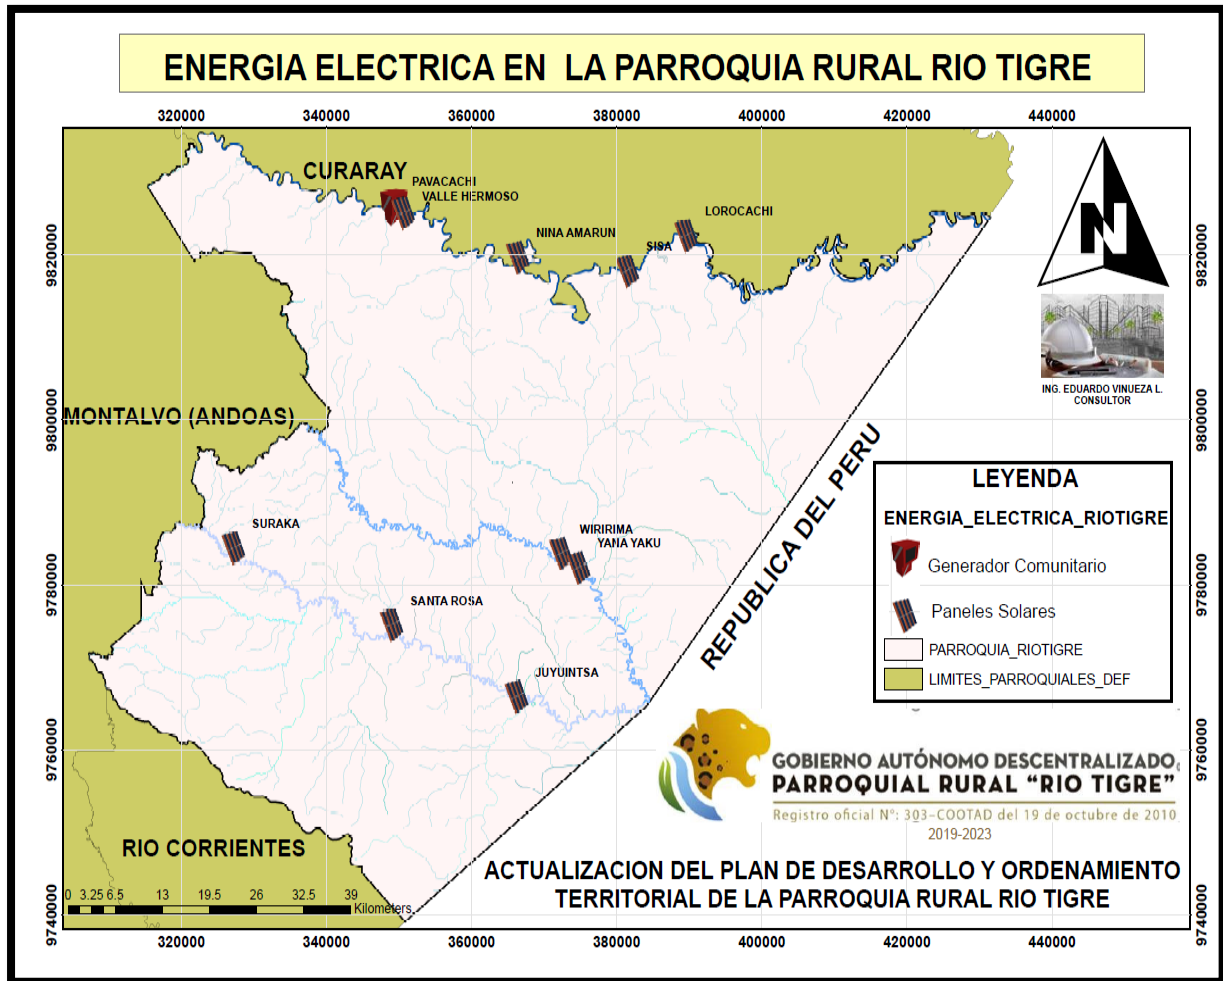 ENERGIA ELECTRICA EN LA PARROQUIA RURAL RIO TIGRE
320000 340000 360000 380000 400000 420000 440000
CURARAY
PAVACACHI
VALLE HERMOSO
NINA AMARUN
SISA
LOROCACHI
9820000
9820000
ING. EDUARDO VINUEZA L.
CONSULTOR
MONTALVO (ANDOAS)
9800000
9800000
REPUBLICA DEL PERU
SURAKA
WIRIRIMA
YANA YAKU
SANTA ROSA
JUYUINTSA
9780000
9780000
LEYENDA
ENERGIA_ELECTRICA_RIOTIGRE
Generador Comunitario
Paneles Solares
PARROQUIA_RIOTIGRE
LIMITES_PARROQUIALES_DEF
9760000
9760000
GOBIERNO AUTÓNOMO DESCENTRALIZADO
PARROQUIAL RURAL “RIO TIGRE”
Registro oficial N°: 303-COOTAD del 19 de octubre de 2010
2019-2023
RIO CORRIENTES
ACTUALIZACION DEL PLAN DE DESARROLLO Y ORDENAMIENTO
TERRITORIAL DE LA PARROQUIA RURAL RIO TIGRE
0 3.25 6.5 13 19.5 26 32.5 39
Kilometers
9740000
9740000
320000 340000 360000 380000 400000 420000 440000
N